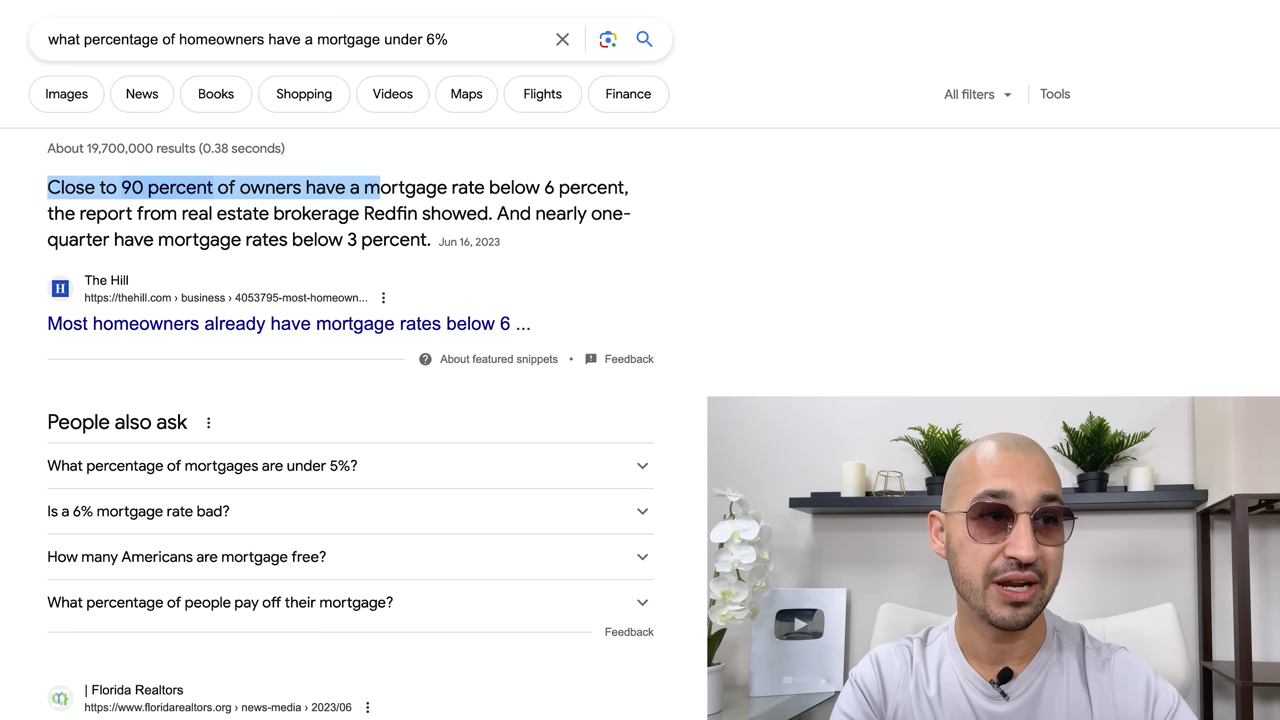 what percentage of homeowners have a mortgage under 6%
Images News Books Shopping Videos Maps Flights Finance All filters Tools
About 19,700,000 results (0.38 seconds)
Close to 90 percent of owners have a mortgage rate below 6 percent,
the report from real estate brokerage Redfin showed. And nearly one-
quarter have mortgage rates below 3 percent. Jun 16, 2023
H The Hill
https://thehill.com › business › 4053795-most-homeown...
Most homeowners already have mortgage rates below 6 ...
About featured snippets • Feedback
People also ask
What percentage of mortgages are under 5%?
Is a 6% mortgage rate bad?
How many Americans are mortgage free?
What percentage of people pay off their mortgage?
Feedback
| Florida Realtors
https://www.floridarealtors.org › news-media › 2023/06